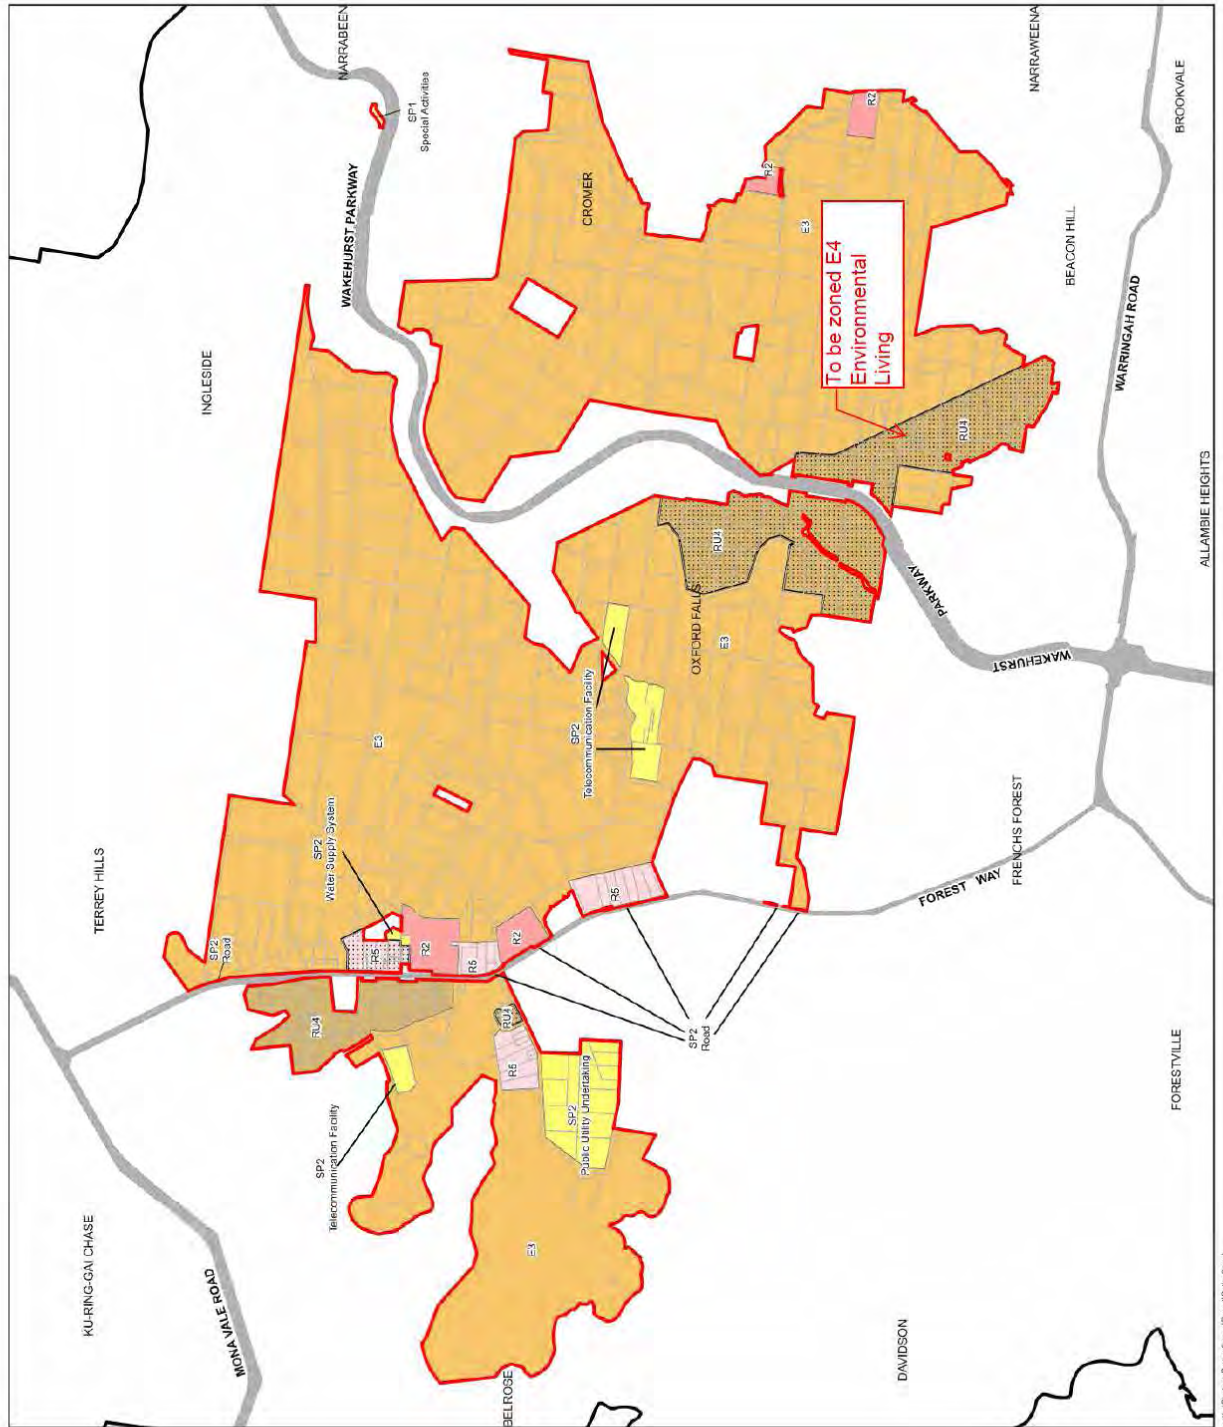 NARRABEEN
SP1
Special Activities
WAKEHURST PARKWAY
CROMER
INGLESIDE
NARRAWEENA
BROOKVALE
R2
R2
E3
To be zoned E4
Environmental
Living
BEACON HILL
WARRINGAH ROAD
RU4
ALLAMBIE HEIGHTS
RU4
OXFORD FALLS
E3
PARKWAY
WAKEHURST
SP2
Telecommunication Facility
E3
SP2
Water Supply System
TERREY HILLS
SP2
Road
R5
R2
R5
R2
R5
FOREST WAY
FRENCHS FOREST
SP2
Road
RU4
RU4
R5
SP2
Public Utility Undertaking
SP2
Telecommunication Facility
E3
FORESTVILLE
KU-RING-GAI CHASE
MONA VALE ROAD
BELROSE
DAVIDSON